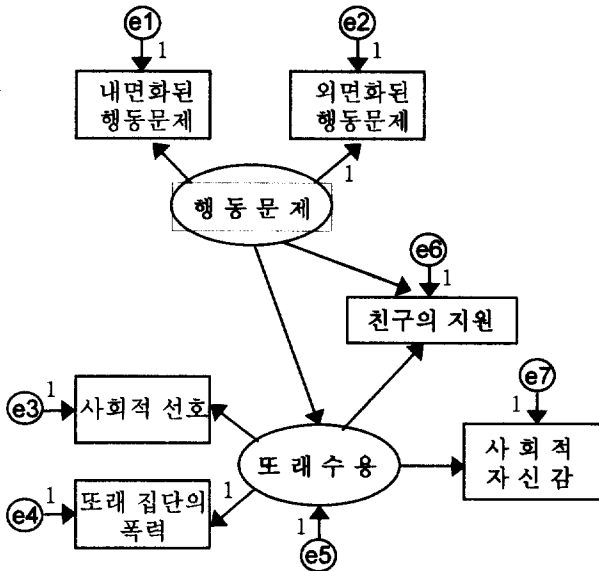 e1
e2
1
1
내면화된
행동문제
외면화된
행동문제
1
행 동 문 제
e6
1
친구의 지원
e7
1
e3
1
사회적 선호
또 래 수 용
사 회 적
자 신 감
e4
1
또래 집단의
폭력
1
1
e5